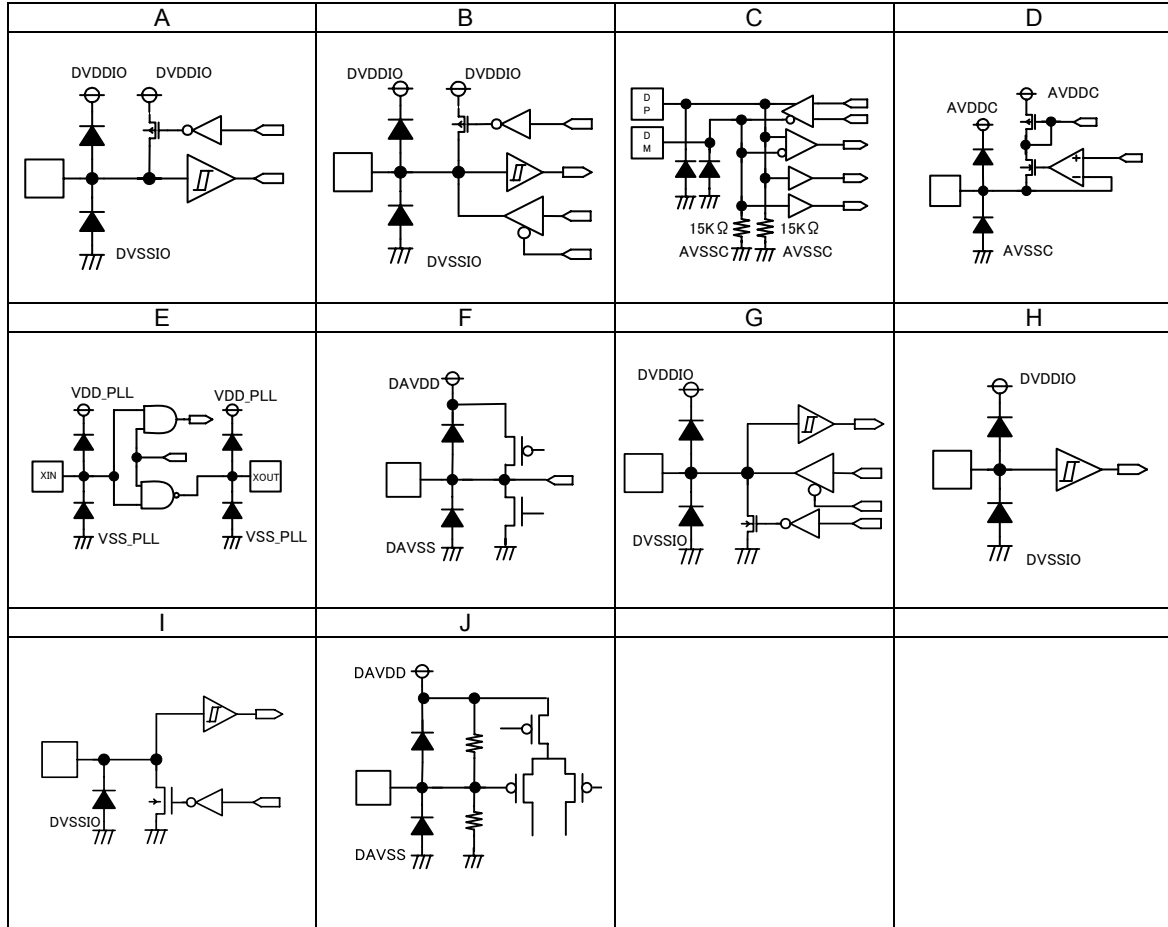 A B C D
DVDDIO DVDDIO
DVSSIO
DVDDIO DVDDIO
DVSSIO
D
P
D
M
15KΩ 15KΩ
AVSSC AVSSC
AVDDC AVDDC
+
−
AVSSC
E F G H
VDD_PLL VDD_PLL
XIN XOUT
VSS_PLL VSS_PLL
DAVDD
DAVSS
DVDDIO
DVSSIO
DVDDIO
DVSSIO
I J
DVSSIO
DAVDD
DAVSS